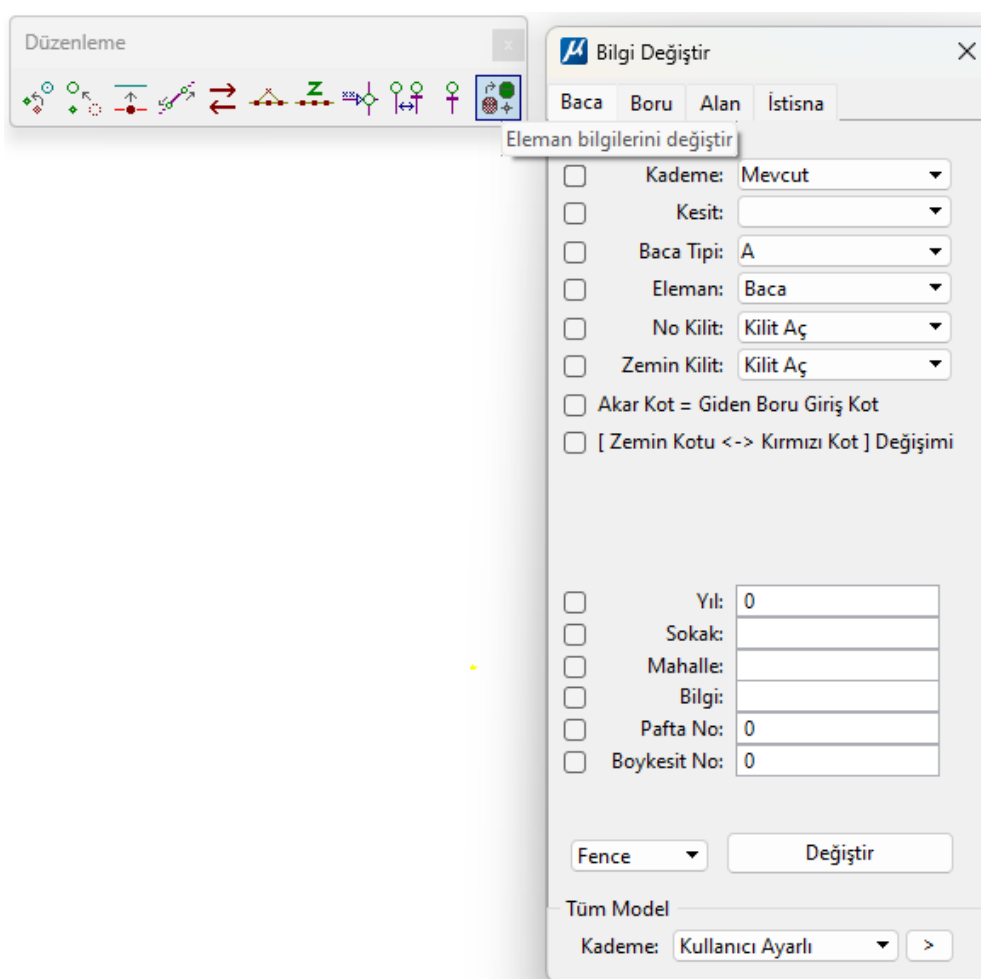 Düzenleme
x
Bilgi Değiştir
Baca Boru Alan İstisna
Eleman bilgilerini değiştir
Kademe: Mevcut
Kesit:
Baca Tipi: A
Eleman: Baca
No Kilit: Kilit Aç
Zemin Kilit: Kilit Aç
Akar Kot = Giden Boru Giriş Kot
[ Zemin Kotu <-> Kırmızı Kot ] Değişimi
Yıl: 0
Sokak:
Mahalle:
Bilgi:
Pafta No: 0
Boykesit No: 0
Fence Değiştir
Tüm Model
Kademe: Kullanıcı Ayarlı >